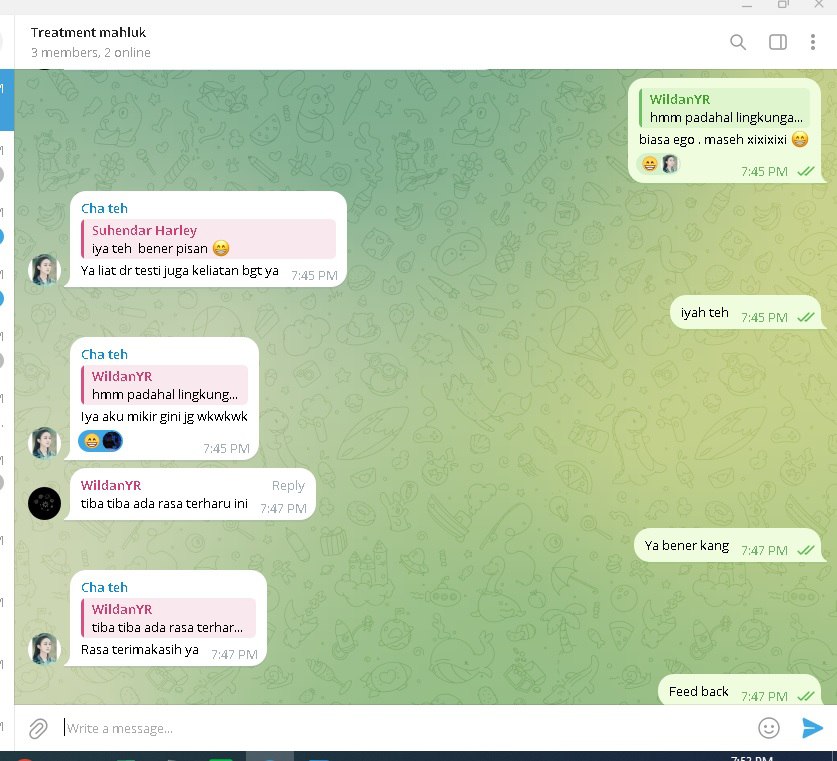 Treatment mahluk
3 members, 2 online
WildanYR
hmm padahal lingkunga...
biasa ego . maseh xixixixi 😁
😁
7:45 PM
Cha teh
Suhendar Harley
iya teh bener pisan 😁
Ya liat dr testi juga keliatan bgt ya 7:45 PM
iyah teh 7:45 PM
Cha teh
WildanYR
hmm padahal lingkung...
Iya aku mikir gini jg wkwkwk
😁
7:45 PM
WildanYR Reply
tiba tiba ada rasa terharu ini 7:47 PM
Ya bener kang 7:47 PM
Cha teh
WildanYR
tiba tiba ada rasa terhar...
Rasa terimakasih ya 7:47 PM
Feed back 7:47 PM
Write a message...